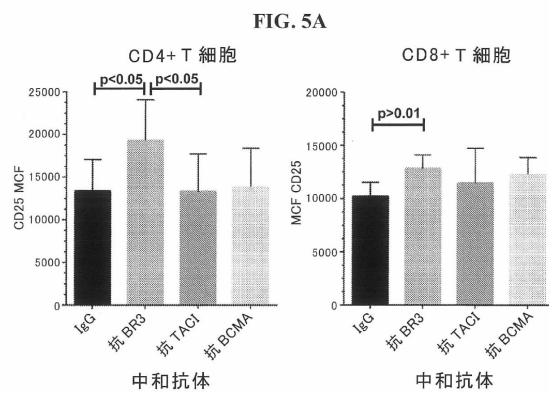 FIG. 5A
CD4+ T 細胞
p<0.05 p<0.05
25000
20000
15000
10000
5000
0
CD25 MCF
IgG
抗 BR3
抗 TACI
抗 BCMA
中和抗体
CD8+ T 細胞
p>0.01
20000
15000
10000
5000
0
MCF CD25
IgG
抗 BR3
抗 TACI
抗 BCMA
中和抗体